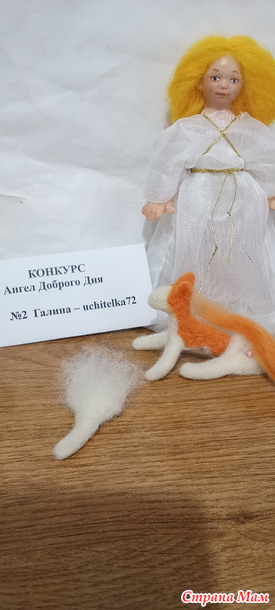 КОНКУРС
Ангел Доброго Дня
№2 Галина – uchitelka72
Страна Мам